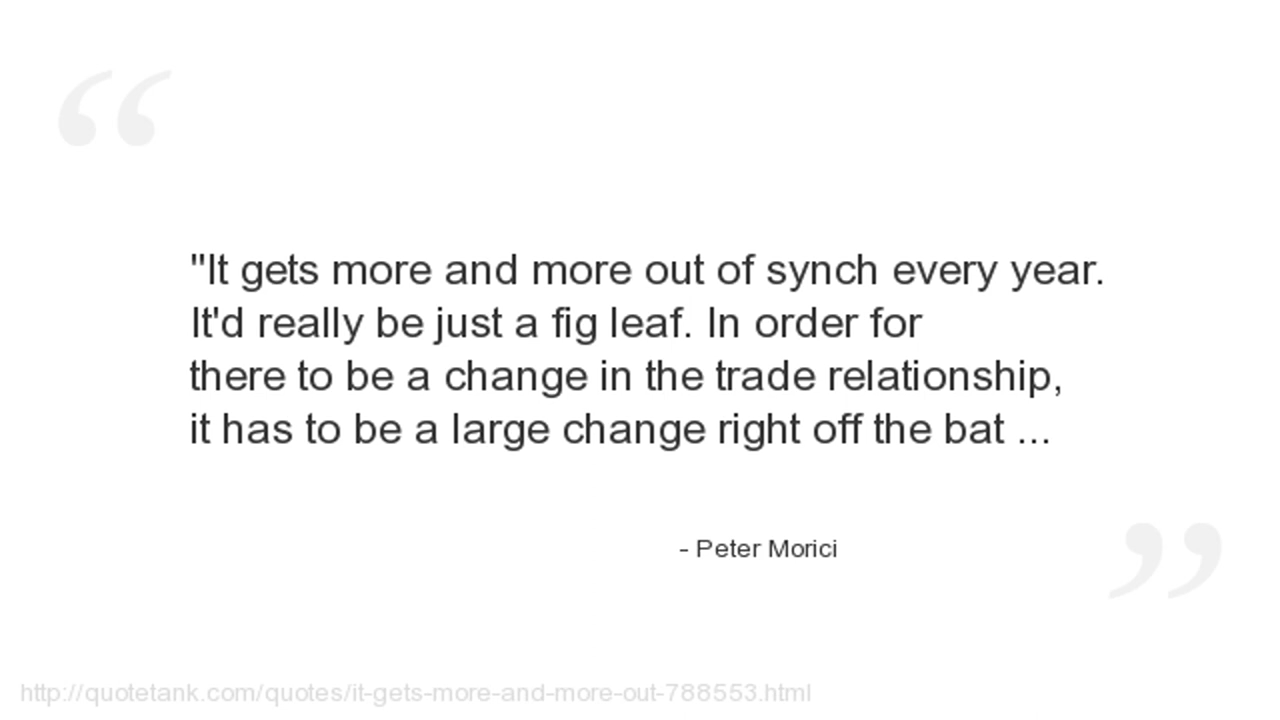 "It gets more and more out of synch every year.
It'd really be just a fig leaf. In order for
there to be a change in the trade relationship,
it has to be a large change right off the bat ...
- Peter Morici
http://quotetank.com/quotes/it-gets-more-and-more-out-788553.html